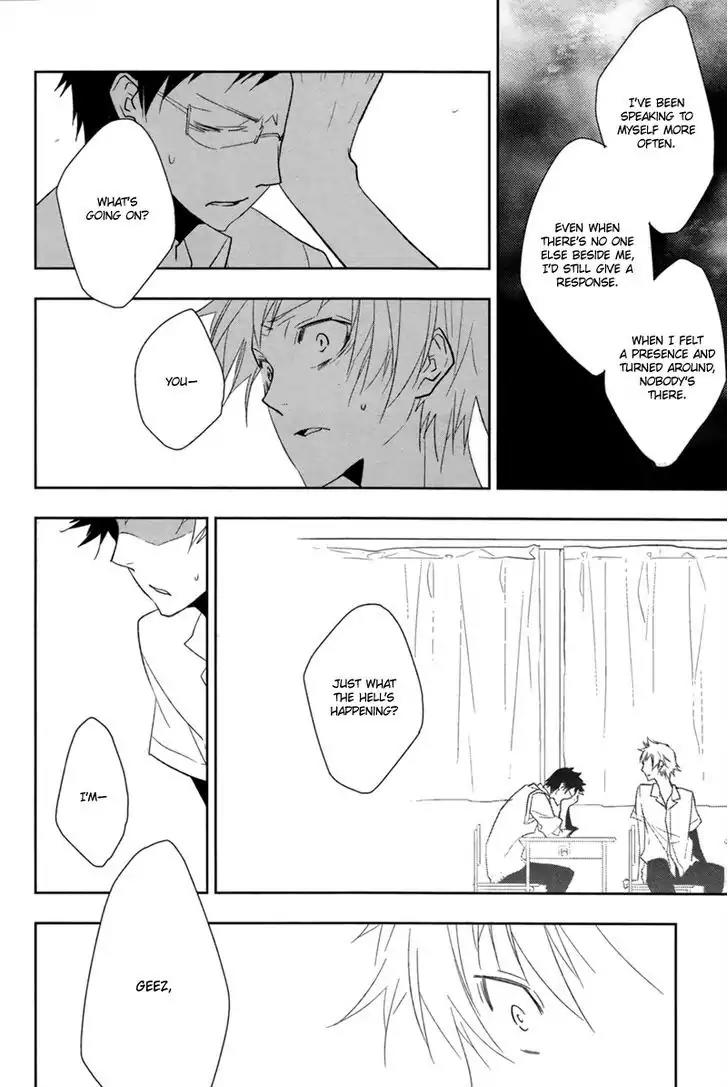 I'VE BEEN
SPEAKING TO
MYSELF MORE
OFTEN.
EVEN WHEN
THERE'S NO ONE
ELSE BESIDE ME,
I'D STILL GIVE A
RESPONSE.
WHEN I FELT
A PRESENCE AND
TURNED AROUND,
NOBODY'S
THERE.
WHAT'S
GOING ON?
YOU—
JUST WHAT
THE HELL'S
HAPPENING?
I'M—
GEEZ,